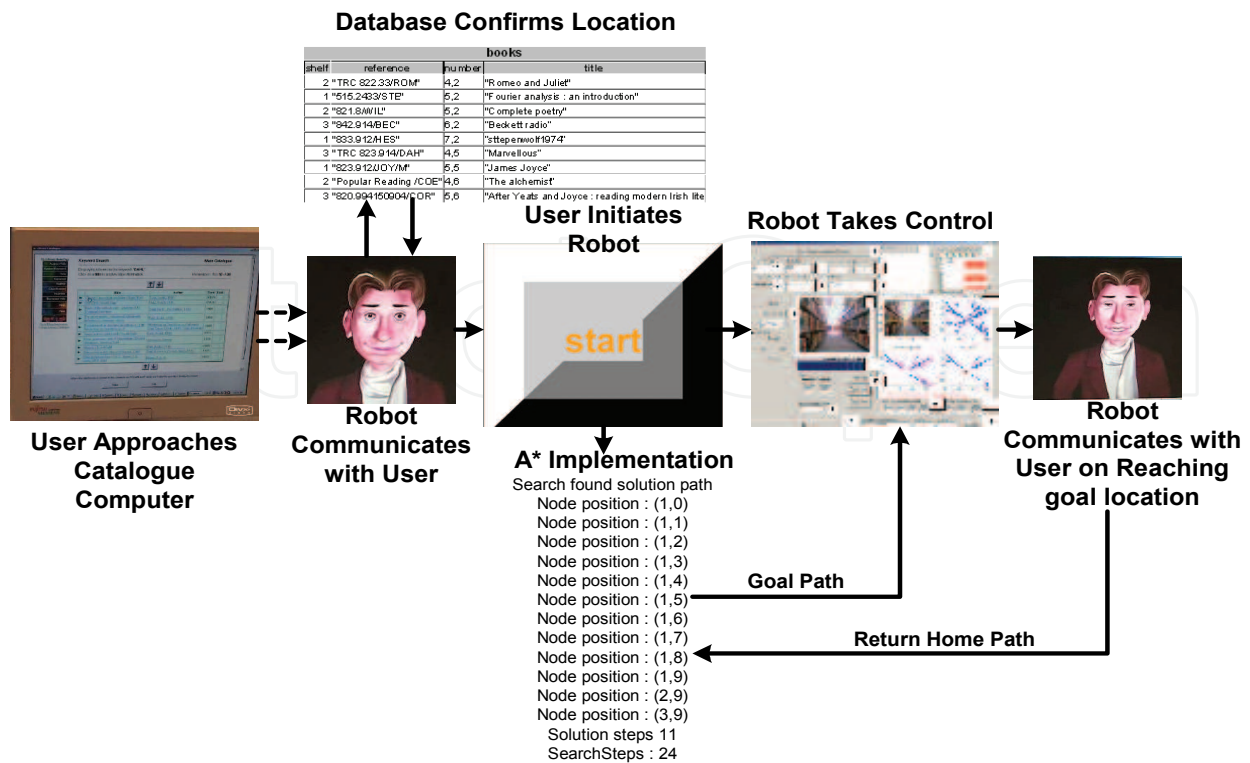 Database Confirms Location
books
shelf reference number title
2 "TRC 822.33/ROM" 4,2 "Romeo and Juliet"
1 "515.2433/STE" 5,2 "Fourier analysis : an introduction"
2 "821.8/WIL" 5,2 "Complete poetry"
3 "842.914/BEC" 6,2 "Beckett radio"
1 "833.912/HES" 7,2 "sttepenwolf1974"
3 "TRC 823.914/DAH" 4,5 "Marvellous"
1 "823.912/JOY/M" 5,5 "James Joyce"
2 "Popular Reading /COE" 4,6 "The alchemist"
3 "820.994150904/COR" 5,6 "After Yeats and Joyce : reading modern Irish lite
User Initiates
Robot
Robot Takes Control
start
User Approaches
Catalogue
Computer
Robot
Communicates
with User
Robot
Communicates with
User on Reaching
goal location
A* Implementation
Search found solution path
Node position : (1,0)
Node position : (1,1)
Node position : (1,2)
Node position : (1,3)
Node position : (1,4)
Node position : (1,5)
Node position : (1,6)
Node position : (1,7)
Node position : (1,8)
Node position : (1,9)
Node position : (2,9)
Node position : (3,9)
Solution steps 11
SearchSteps : 24
Goal Path
Return Home Path